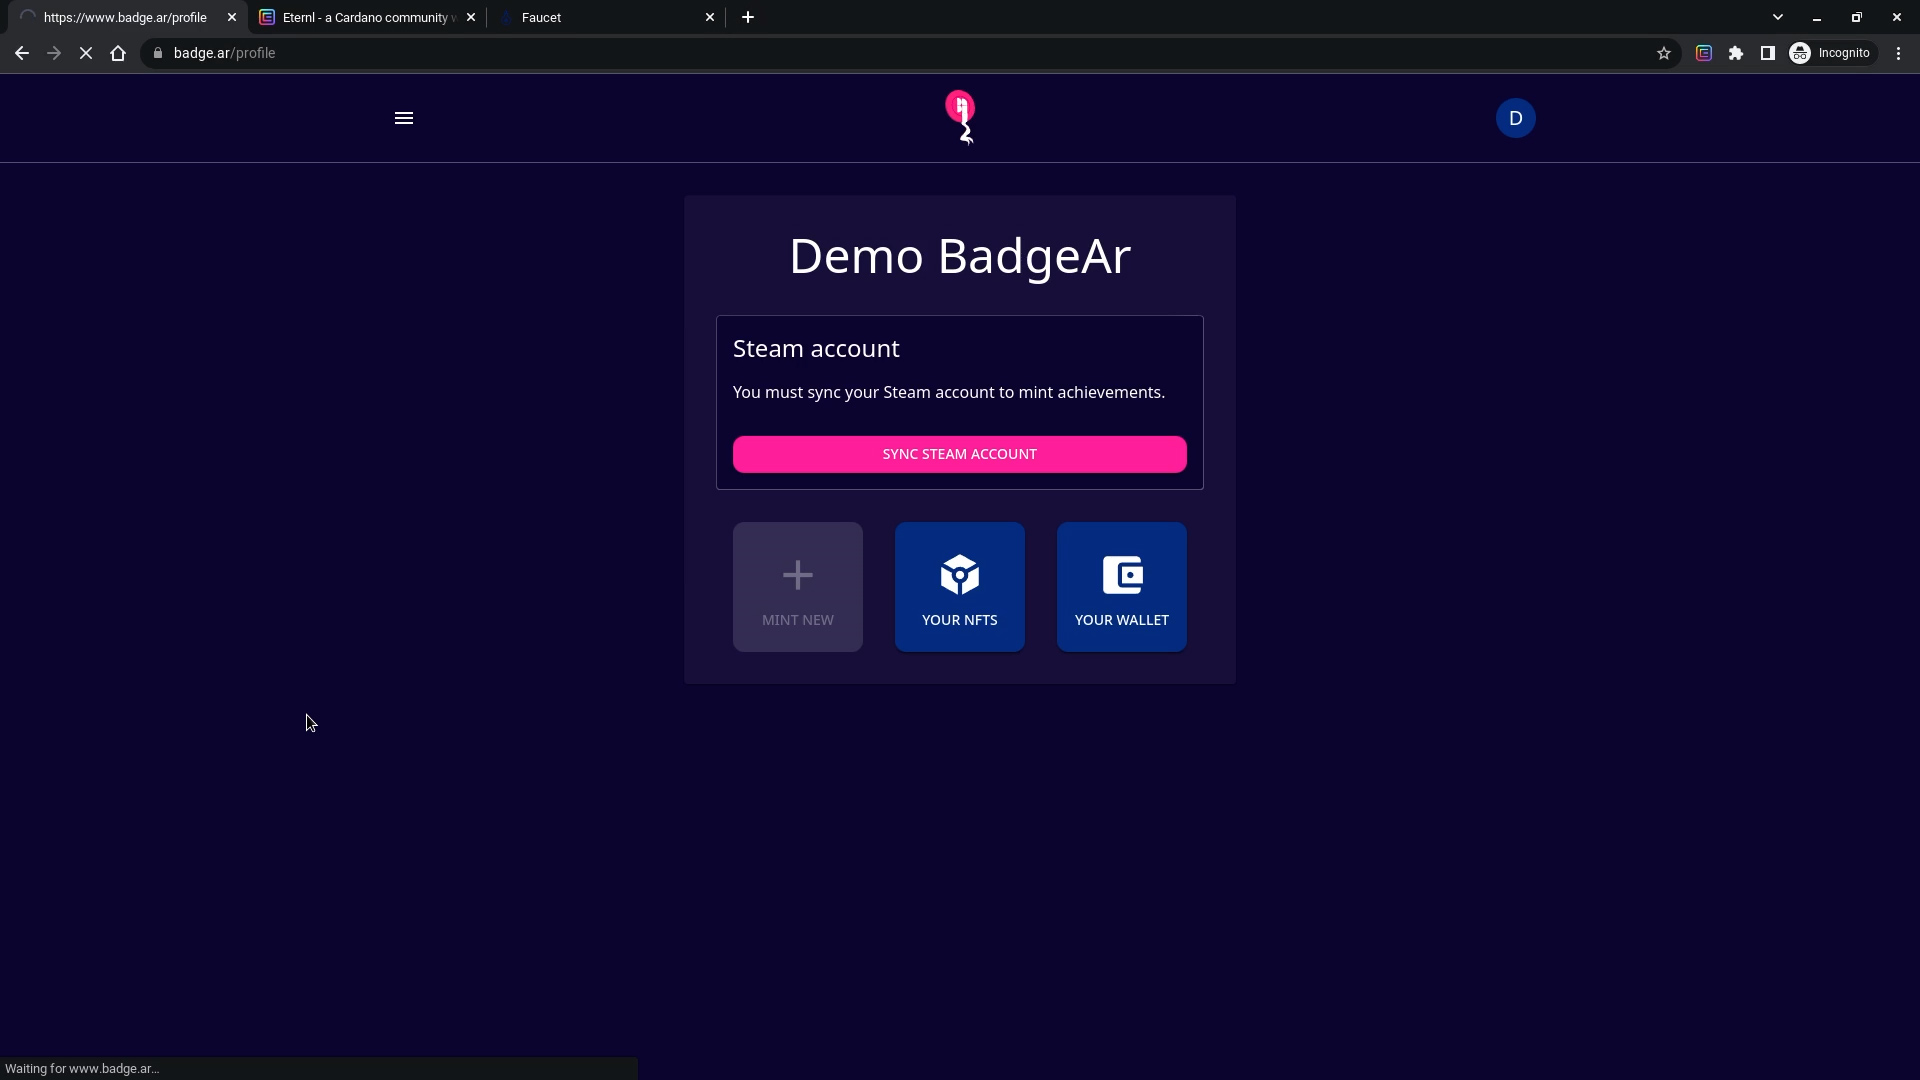 https://www.badge.ar/profile
Eternl - a Cardano community
Faucet
badge.ar/profile
Incognito
D
Demo BadgeAr
Steam account
You must sync your Steam account to mint achievements.
SYNC STEAM ACCOUNT
MINT NEW
YOUR NFTS
YOUR WALLET
Waiting for www.badge.ar...